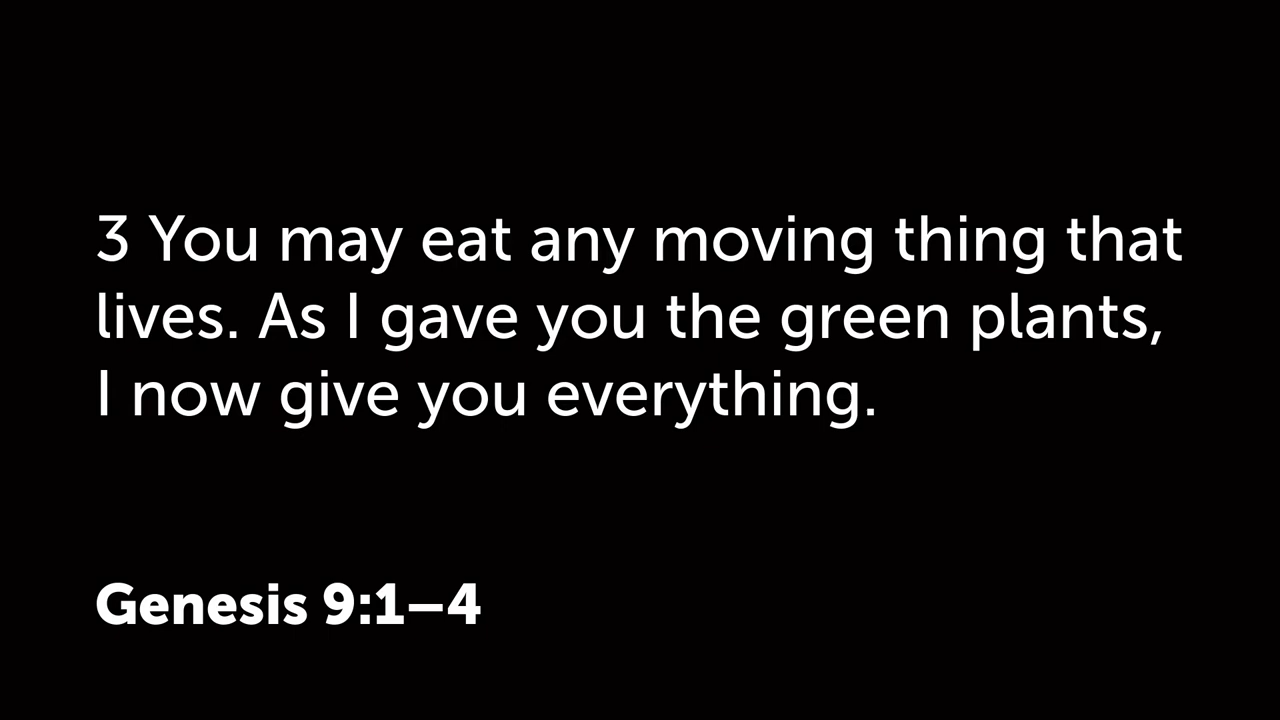 3 You may eat any moving thing that
lives. As I gave you the green plants,
I now give you everything.
Genesis 9:1–4